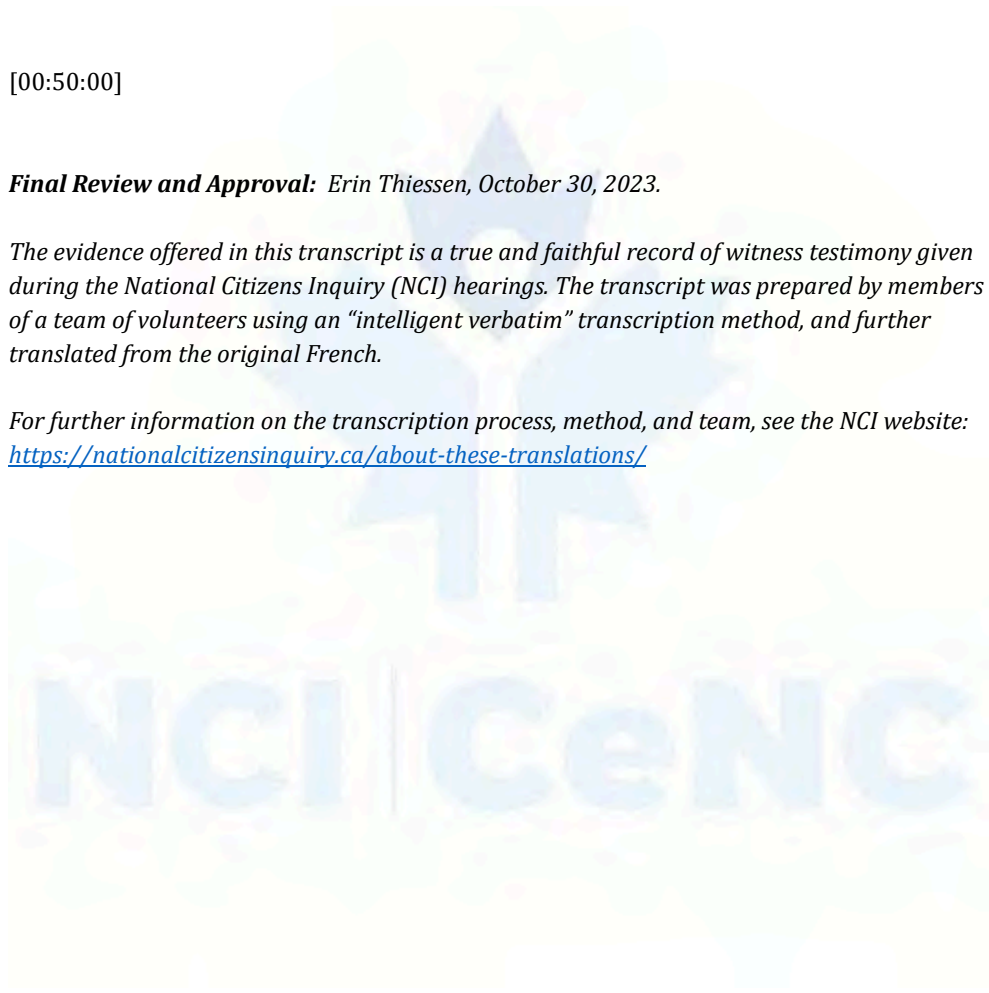 [00:50:00]
Final Review and Approval: Erin Thiessen, October 30, 2023.
The evidence offered in this transcript is a true and faithful record of witness testimony given
during the National Citizens Inquiry (NCI) hearings. The transcript was prepared by members
of a team of volunteers using an “intelligent verbatim” transcription method, and further
translated from the original French.
For further information on the transcription process, method, and team, see the NCI website:
https://nationalcitizensinquiry.ca/about-these-translations/
NCI | CeNC